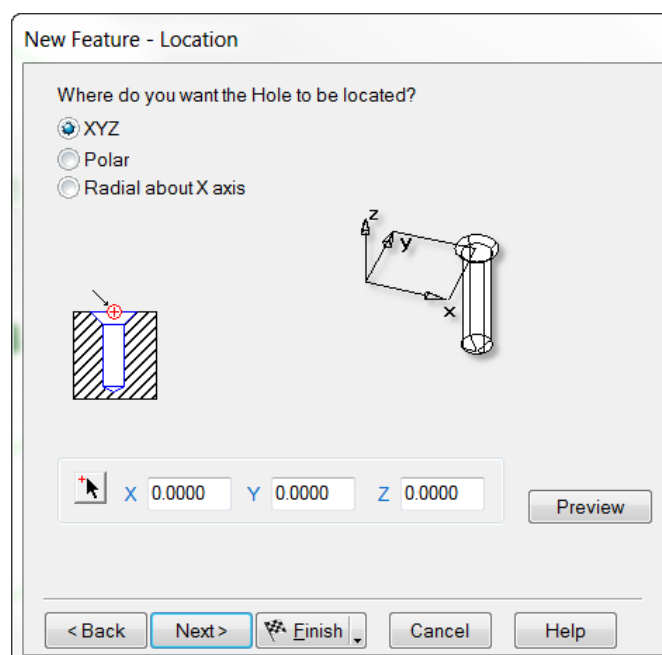 New Feature - Location
Where do you want the Hole to be located?
XYZ
Polar
Radial about X axis
z
y
x
X 0.0000 Y 0.0000 Z 0.0000
Preview
< Back Next > Finish Cancel Help